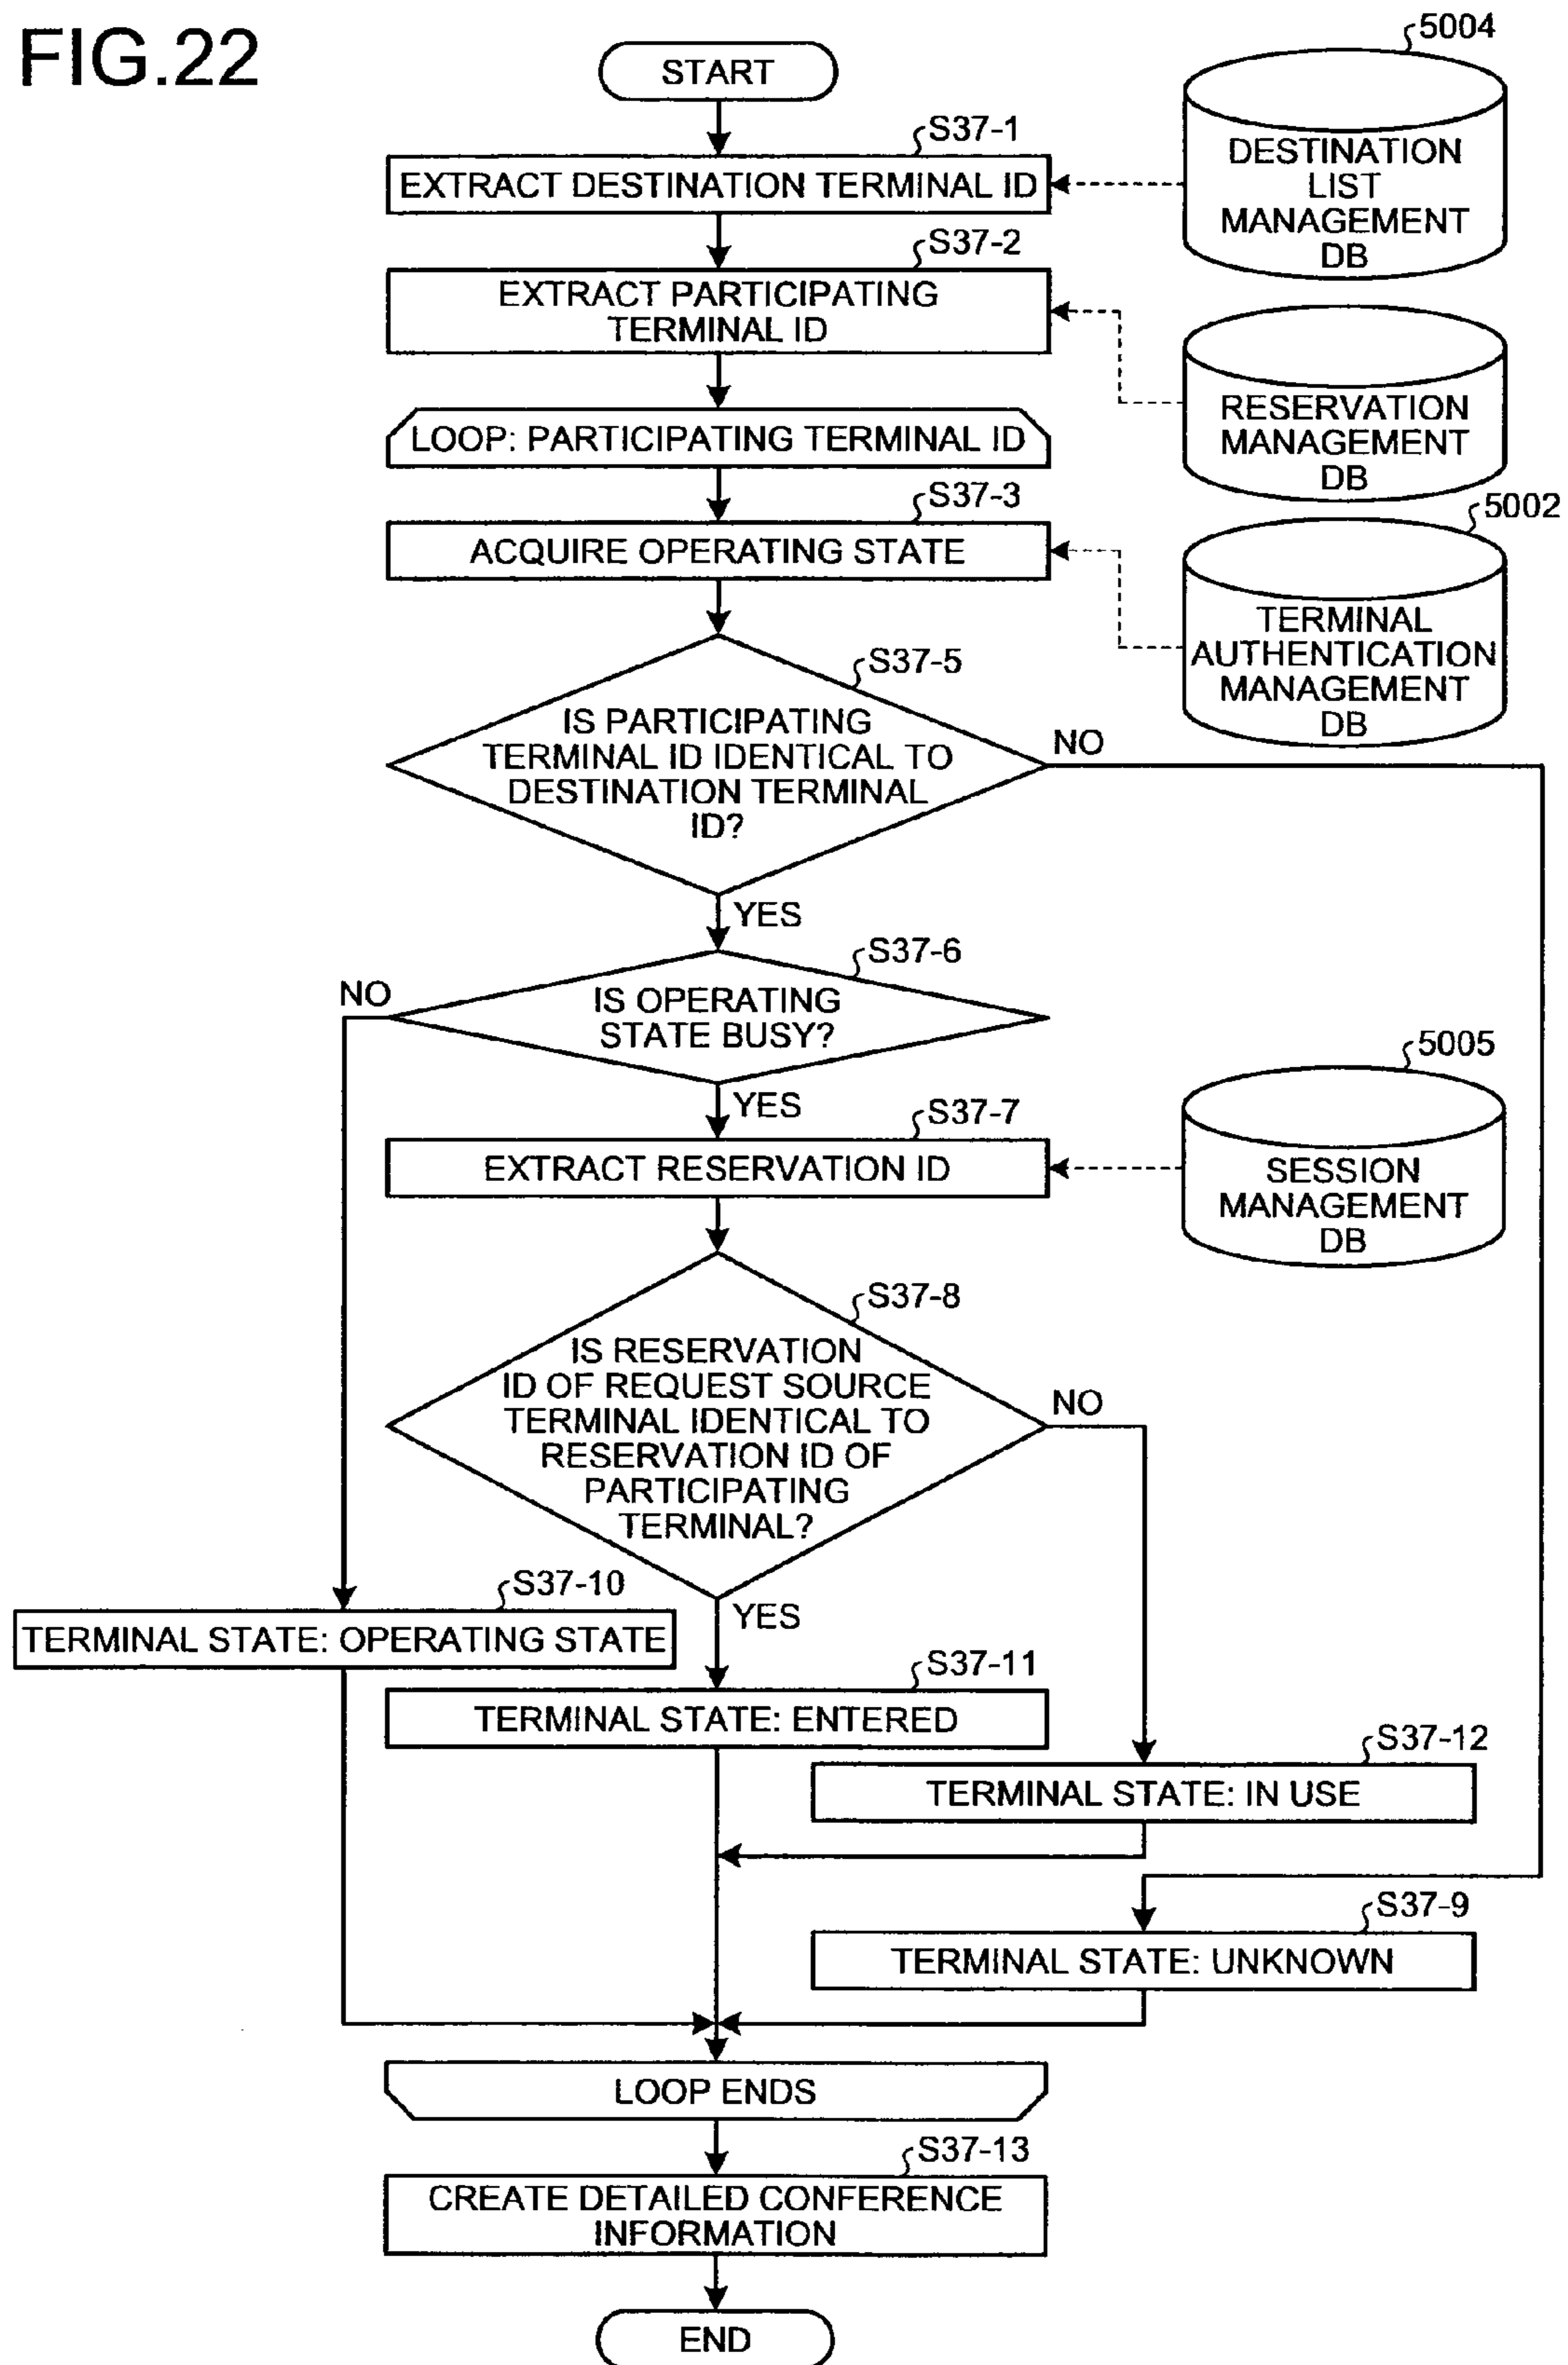 FIG.22
START
5004
S37-1
EXTRACT DESTINATION TERMINAL ID
DESTINATION
LIST
MANAGEMENT
DB
S37-2
EXTRACT PARTICIPATING
TERMINAL ID
RESERVATION
MANAGEMENT
DB
LOOP: PARTICIPATING TERMINAL ID
S37-3
ACQUIRE OPERATING STATE
5002
TERMINAL
AUTHENTICATION
MANAGEMENT
DB
S37-5
IS PARTICIPATING
TERMINAL ID IDENTICAL TO
DESTINATION TERMINAL
ID?
NO
YES
S37-6
IS OPERATING
STATE BUSY?
NO
YES
5005
S37-7
EXTRACT RESERVATION ID
SESSION
MANAGEMENT
DB
S37-8
IS RESERVATION
ID OF REQUEST SOURCE
TERMINAL IDENTICAL TO
RESERVATION ID OF
PARTICIPATING
TERMINAL?
NO
YES
S37-10
TERMINAL STATE: OPERATING STATE
S37-11
TERMINAL STATE: ENTERED
S37-12
TERMINAL STATE: IN USE
S37-9
TERMINAL STATE: UNKNOWN
LOOP ENDS
S37-13
CREATE DETAILED CONFERENCE
INFORMATION
END